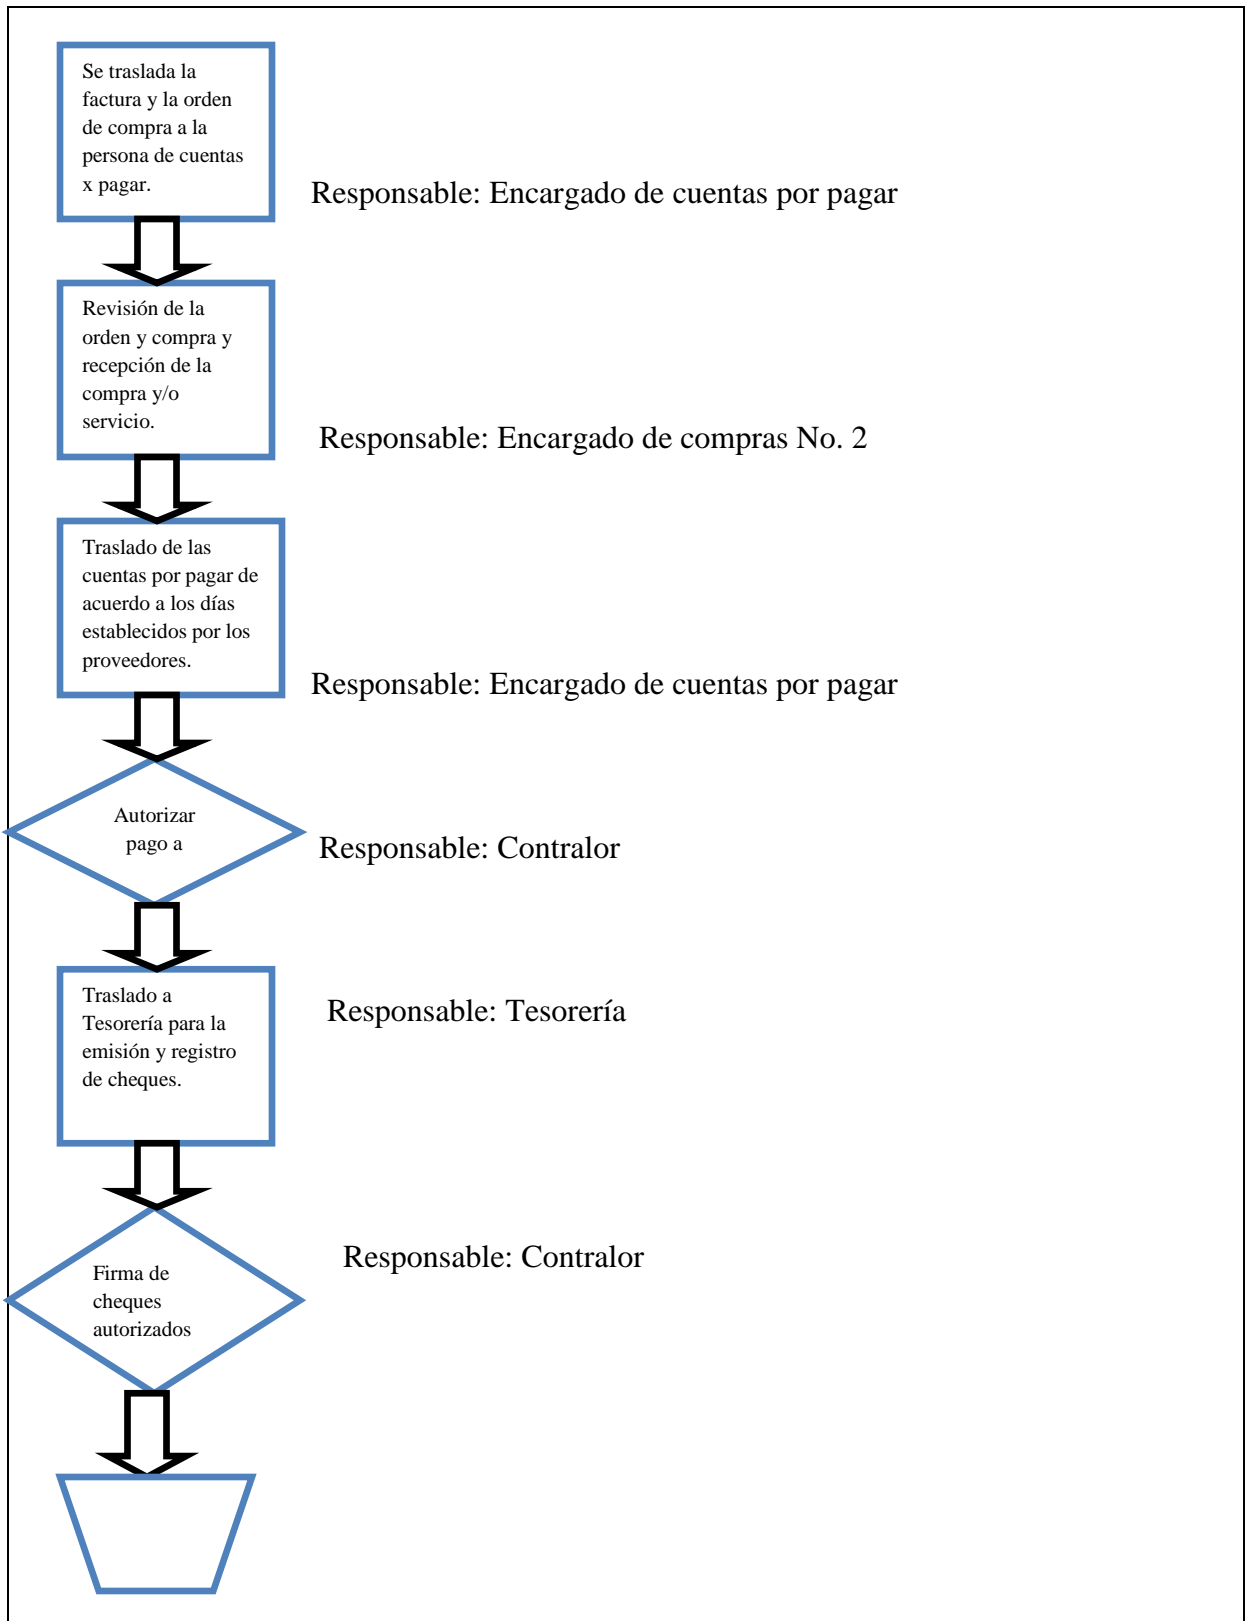 Se traslada la
factura y la orden
de compra a la
persona de cuentas
x pagar.
Responsable: Encargado de cuentas por pagar
Revisión de la
orden y compra y
recepción de la
compra y/o
servicio.
Responsable: Encargado de compras No. 2
Traslado de las
cuentas por pagar de
acuerdo a los días
establecidos por los
proveedores.
Responsable: Encargado de cuentas por pagar
Autorizar
pago a
Responsable: Contralor
Traslado a
Tesorería para la
emisión y registro
de cheques.
Responsable: Tesorería
Firma de
cheques
autorizados
Responsable: Contralor